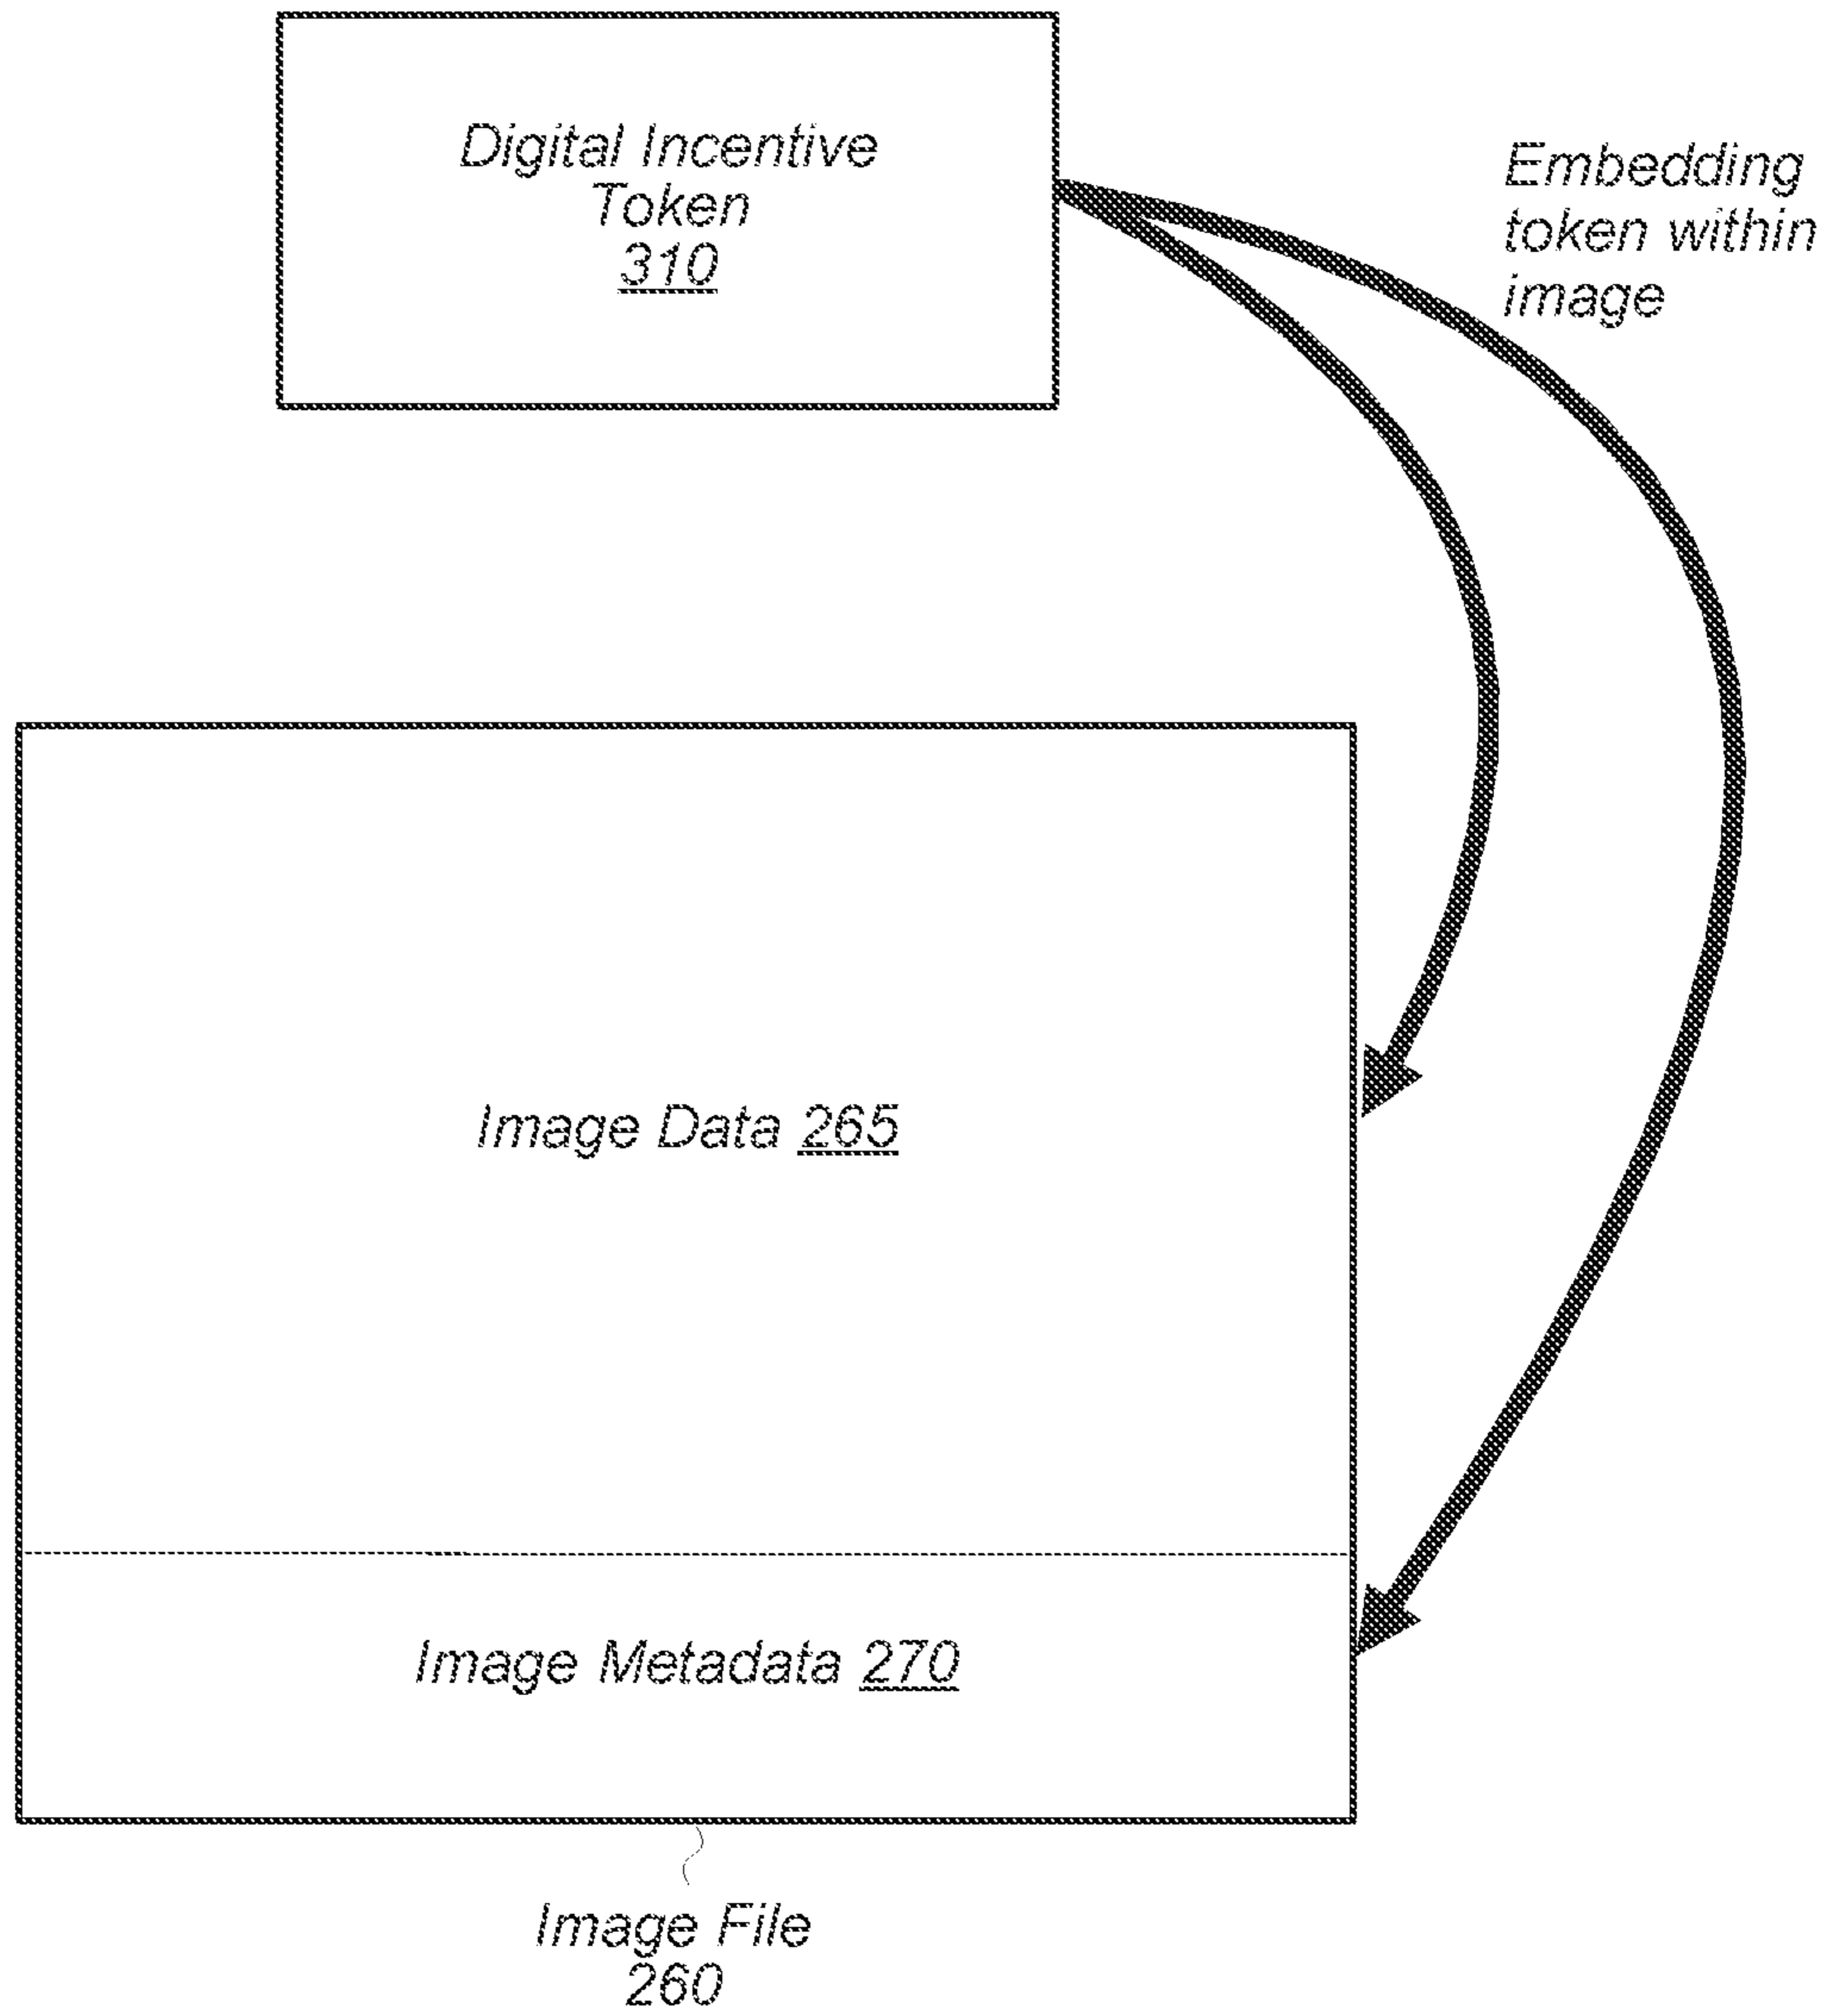 Digital Incentive
Token
310
Embedding
token within
image
Image Data 265
Image Metadata 270
Image File
260